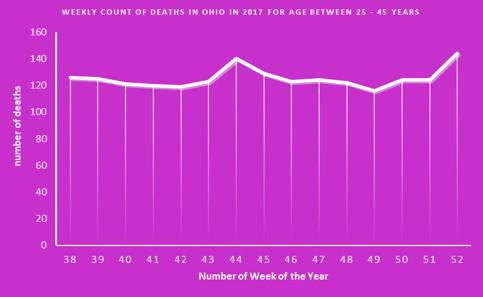 WEEKLY COUNT OF DEATHS IN OHIO IN 2017 FOR AGE BETWEEN 25 - 45 YEARS
160
140
120
100
80
60
40
20
0
number of deaths
38 39 40 41 42 43 44 45 46 47 48 49 50 51 52
Number of Week of the Year